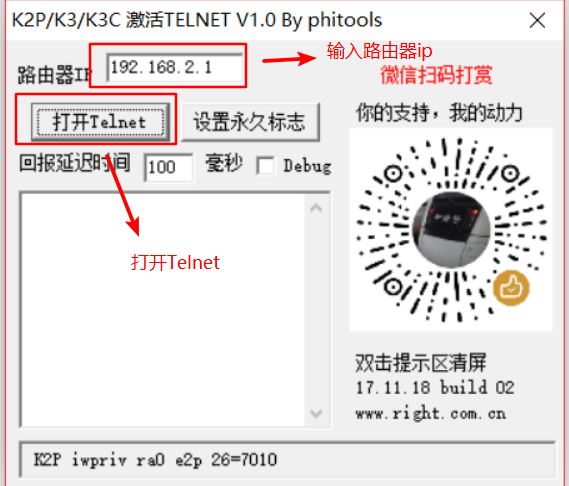 K2P/K3/K3C 激活TELNET V1.0 By phitools
路由器IP 192.168.2.1
输入路由器ip
微信扫码打赏
打开Telnet 设置永久标志
你的支持，我的动力
回报延迟时间 100 毫秒 Debug
打开Telnet
双击提示区清屏
17.11.18 build 02
www.right.com.cn
K2P iwpriv ra0 e2p 26=7010